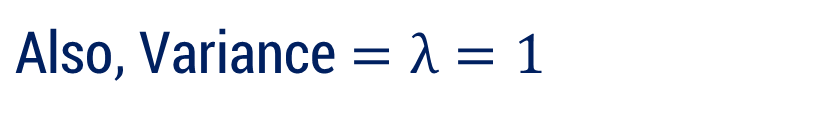 Also, Variance = λ = 1